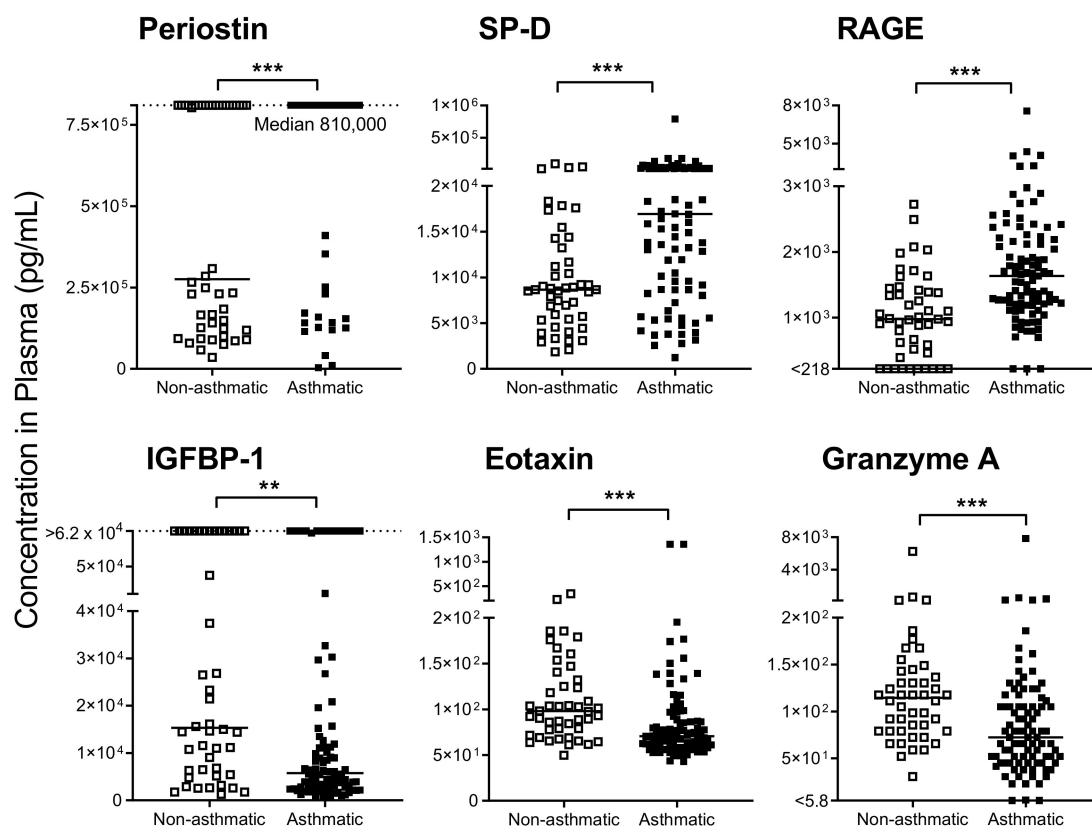 Concentration in Plasma (pg/mL)
Periostin
***
7.5×10⁵
5×10⁵
2.5×10⁵
0
Median 810,000
Non-asthmatic Asthmatic
SP-D
***
1×10⁶
5×10⁵
2×10⁴
1.5×10⁴
1×10⁴
5×10³
0
Non-asthmatic Asthmatic
RAGE
***
8×10³
5×10³
3×10³
2×10³
1×10³
<218
Non-asthmatic Asthmatic
IGFBP-1
**
>6.2 x 10⁴
5×10⁴
4×10⁴
3×10⁴
2×10⁴
1×10⁴
0
Non-asthmatic Asthmatic
Eotaxin
***
1.5×10³
1×10³
5×10²
2×10²
1.5×10²
1×10²
5×10¹
0
Non-asthmatic Asthmatic
Granzyme A
***
8×10³
4×10³
2×10²
1.5×10²
1×10²
5×10¹
<5.8
Non-asthmatic Asthmatic